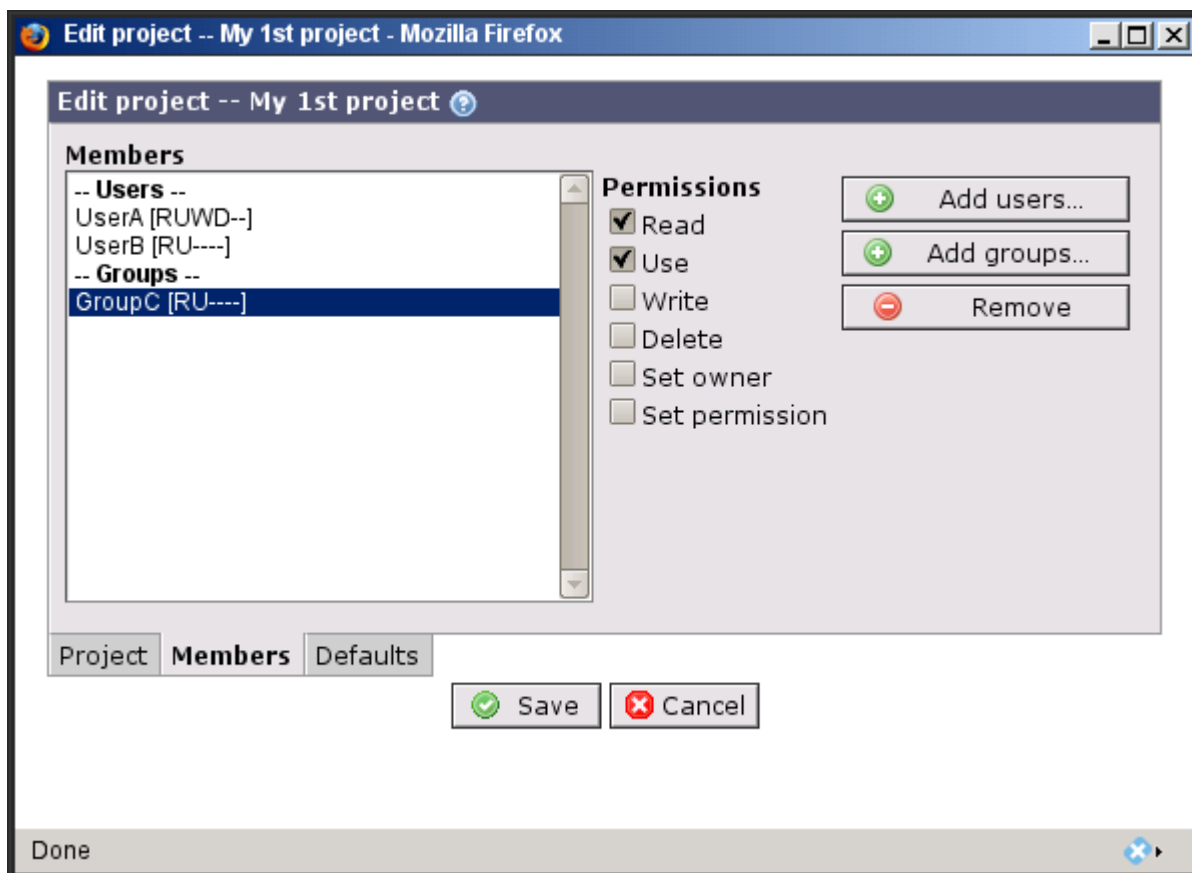 Edit project -- My 1st project - Mozilla Firefox
Edit project -- My 1st project
Members
-- Users --
UserA [RUWD--]
UserB [RU----]
-- Groups --
GroupC [RU----]
Permissions
Read
Use
Write
Delete
Set owner
Set permission
Add users...
Add groups...
Remove
Project Members Defaults
Save Cancel
Done